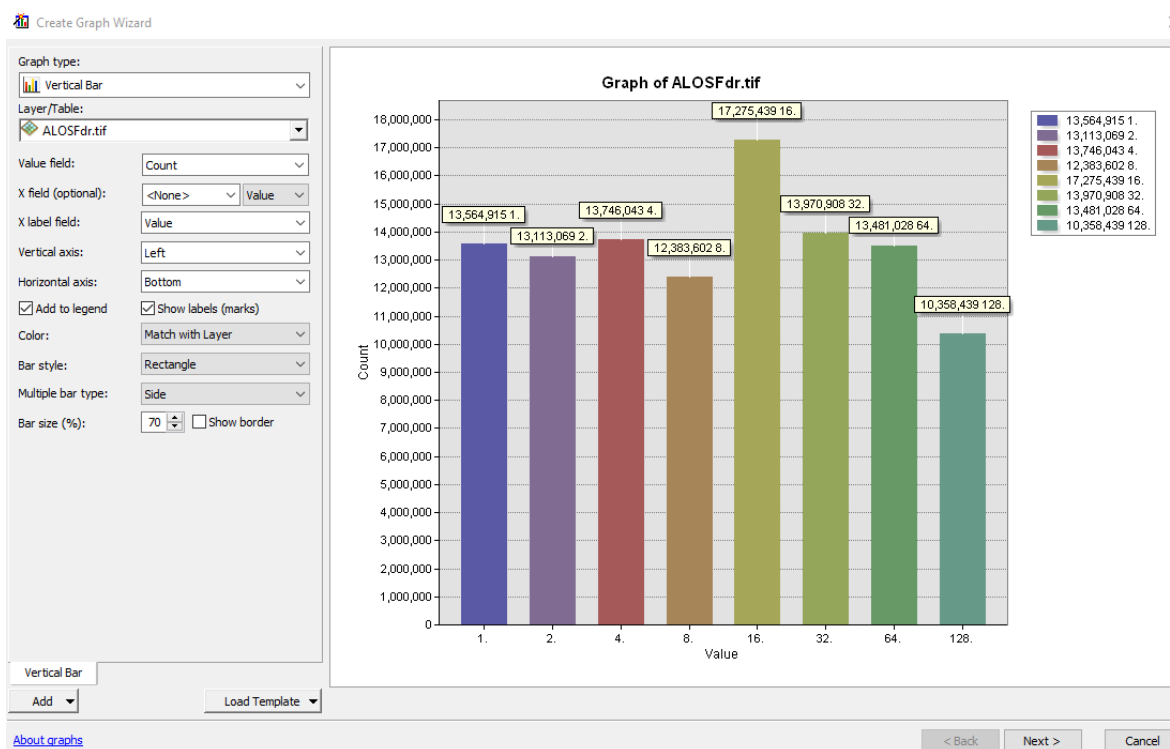 Create Graph Wizard
Graph type:
Vertical Bar
Layer/Table:
ALOSFdr.tif
Value field:
Count
X field (optional):
<None>
Value
X label field:
Value
Vertical axis:
Left
Horizontal axis:
Bottom
Add to legend
Show labels (marks)
Color:
Match with Layer
Bar style:
Rectangle
Multiple bar type:
Side
Bar size (%):
70
Show border
Vertical Bar
Add
Load Template
About graphs
Graph of ALOSFdr.tif
18,000,000
17,000,000
16,000,000
15,000,000
14,000,000
13,000,000
12,000,000
11,000,000
10,000,000
9,000,000
8,000,000
7,000,000
6,000,000
5,000,000
4,000,000
3,000,000
2,000,000
1,000,000
0
Count
13,564,915 1.
13,113,069 2.
13,746,043 4.
12,383,602 8.
17,275,439 16.
13,970,908 32.
13,481,028 64.
10,358,439 128.
1.
2.
4.
8.
16.
32.
64.
128.
Value
13,564,915 1.
13,113,069 2.
13,746,043 4.
12,383,602 8.
17,275,439 16.
13,970,908 32.
13,481,028 64.
10,358,439 128.
< Back
Next >
Cancel